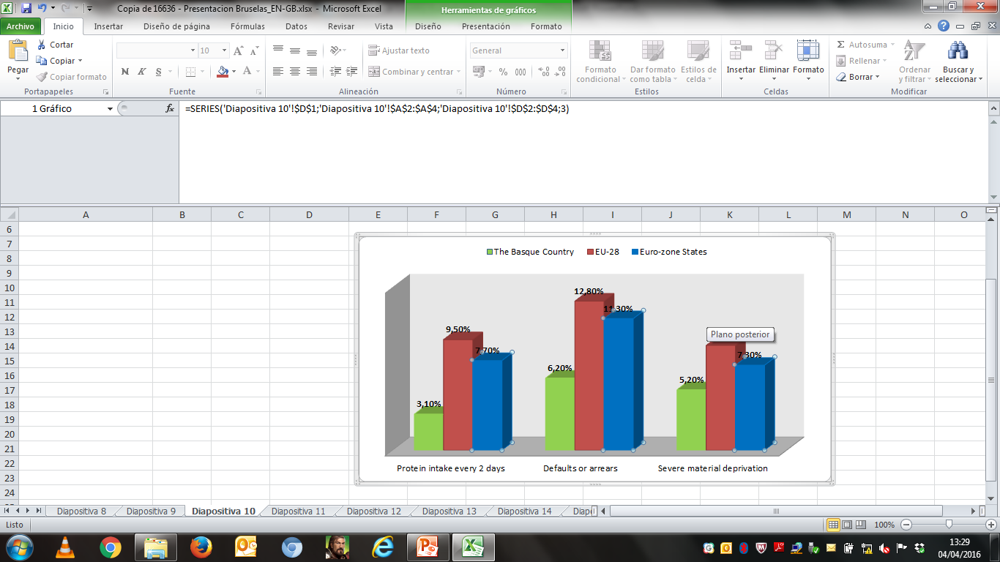 Copia de 16636 - Presentacion Bruselas_EN-GB.xlsx - Microsoft Excel
Herramientas de gráficos
Archivo Inicio Insertar Diseño de página Fórmulas Datos Revisar Vista Diseño Presentación Formato
Pegar
Cortar
Copiar
Copiar formato
Portapapeles
10
N K S
Fuente
Ajustar texto
Combinar y centrar
Alineación
General
% 000
Número
Formato condicional
Dar formato como tabla
Estilos de celda
Estilos
Insertar Eliminar Formato
Celdas
Autosuma
Rellenar
Borrar
Ordenar y filtrar
Buscar y seleccionar
Modificar
1 Gráfico
fx
=SERIES('Diapositiva 10'!$D$1;'Diapositiva 10'!$A$2:$A$4;'Diapositiva 10'!$D$2:$D$4;3)
A B C D E F G H I J K L M N O
6
7
8
9
10
11
12
13
14
15
16
17
18
19
20
21
22
23
24
The Basque Country EU-28 Euro-zone States
12,80%
11,30%
9,50%
Plano posterior
7,70%
7,30%
6,20%
5,20%
3,10%
Protein intake every 2 days Defaults or arrears Severe material deprivation
Diapositiva 8 Diapositiva 9 Diapositiva 10 Diapositiva 11 Diapositiva 12 Diapositiva 13 Diapositiva 14
Listo
100%
13:29
04/04/2016